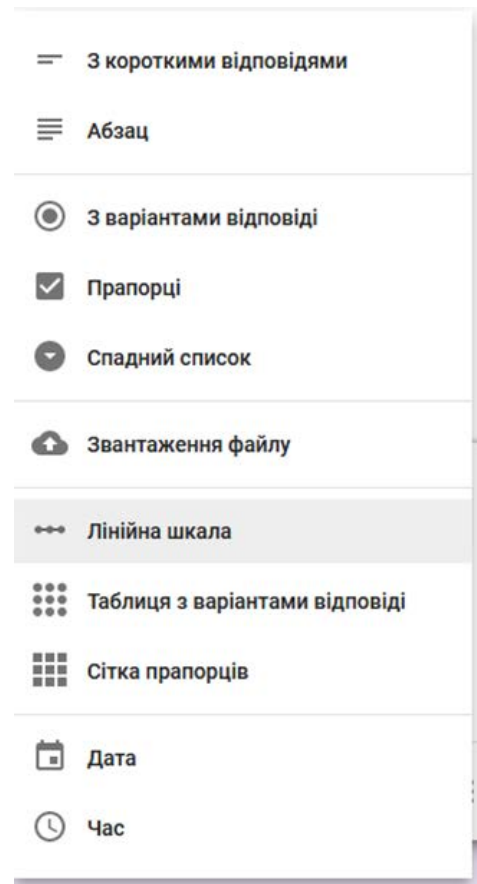 З короткими відповідями
Абзац
З варіантами відповіді
Прапорці
Спадний список
Звантаження файлу
Лінійна шкала
Таблиця з варіантами відповіді
Сітка прапорців
Дата
Час